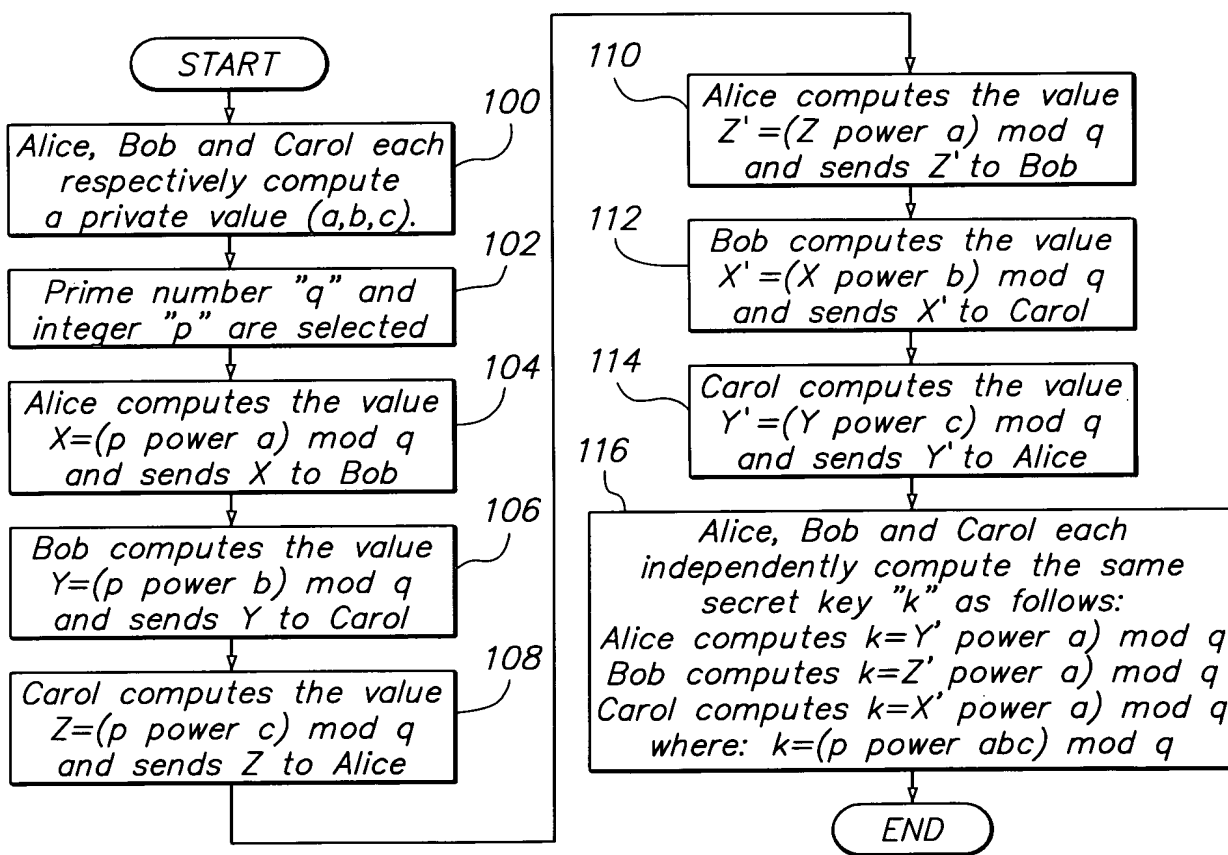 START
100
Alice, Bob and Carol each
respectively compute
a private value (a,b,c).
102
Prime number "q" and
integer "p" are selected
104
Alice computes the value
X=(p power a) mod q
and sends X to Bob
106
Bob computes the value
Y=(p power b) mod q
and sends Y to Carol
108
Carol computes the value
Z=(p power c) mod q
and sends Z to Alice
110
Alice computes the value
Z'=(Z power a) mod q
and sends Z' to Bob
112
Bob computes the value
X'=(X power b) mod q
and sends X' to Carol
114
Carol computes the value
Y'=(Y power c) mod q
and sends Y' to Alice
116
Alice, Bob and Carol each
independently compute the same
secret key "k" as follows:
Alice computes k=Y' power a) mod q
Bob computes k=Z' power a) mod q
Carol computes k=X' power a) mod q
where: k=(p power abc) mod q
END